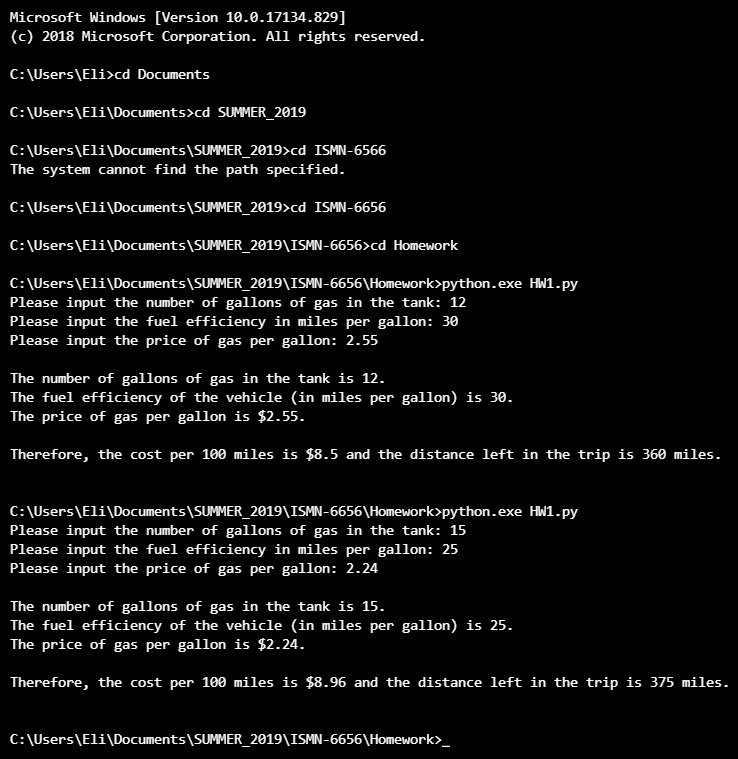 Microsoft Windows [Version 10.0.17134.829]
(c) 2018 Microsoft Corporation. All rights reserved.
C:\Users\Eli>cd Documents
C:\Users\Eli\Documents>cd SUMMER_2019
C:\Users\Eli\Documents\SUMMER_2019>cd ISMN-6566
The system cannot find the path specified.
C:\Users\Eli\Documents\SUMMER_2019>cd ISMN-6656
C:\Users\Eli\Documents\SUMMER_2019\ISMN-6656>cd Homework
C:\Users\Eli\Documents\SUMMER_2019\ISMN-6656\Homework>python.exe HW1.py
Please input the number of gallons of gas in the tank: 12
Please input the fuel efficiency in miles per gallon: 30
Please input the price of gas per gallon: 2.55
The number of gallons of gas in the tank is 12.
The fuel efficiency of the vehicle (in miles per gallon) is 30.
The price of gas per gallon is $2.55.
Therefore, the cost per 100 miles is $8.5 and the distance left in the trip is 360 miles.
C:\Users\Eli\Documents\SUMMER_2019\ISMN-6656\Homework>python.exe HW1.py
Please input the number of gallons of gas in the tank: 15
Please input the fuel efficiency in miles per gallon: 25
Please input the price of gas per gallon: 2.24
The number of gallons of gas in the tank is 15.
The fuel efficiency of the vehicle (in miles per gallon) is 25.
The price of gas per gallon is $2.24.
Therefore, the cost per 100 miles is $8.96 and the distance left in the trip is 375 miles.
C:\Users\Eli\Documents\SUMMER_2019\ISMN-6656\Homework>_